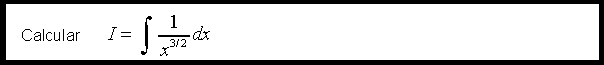 Calcular I = ∫ 1/x^{3/2} dx